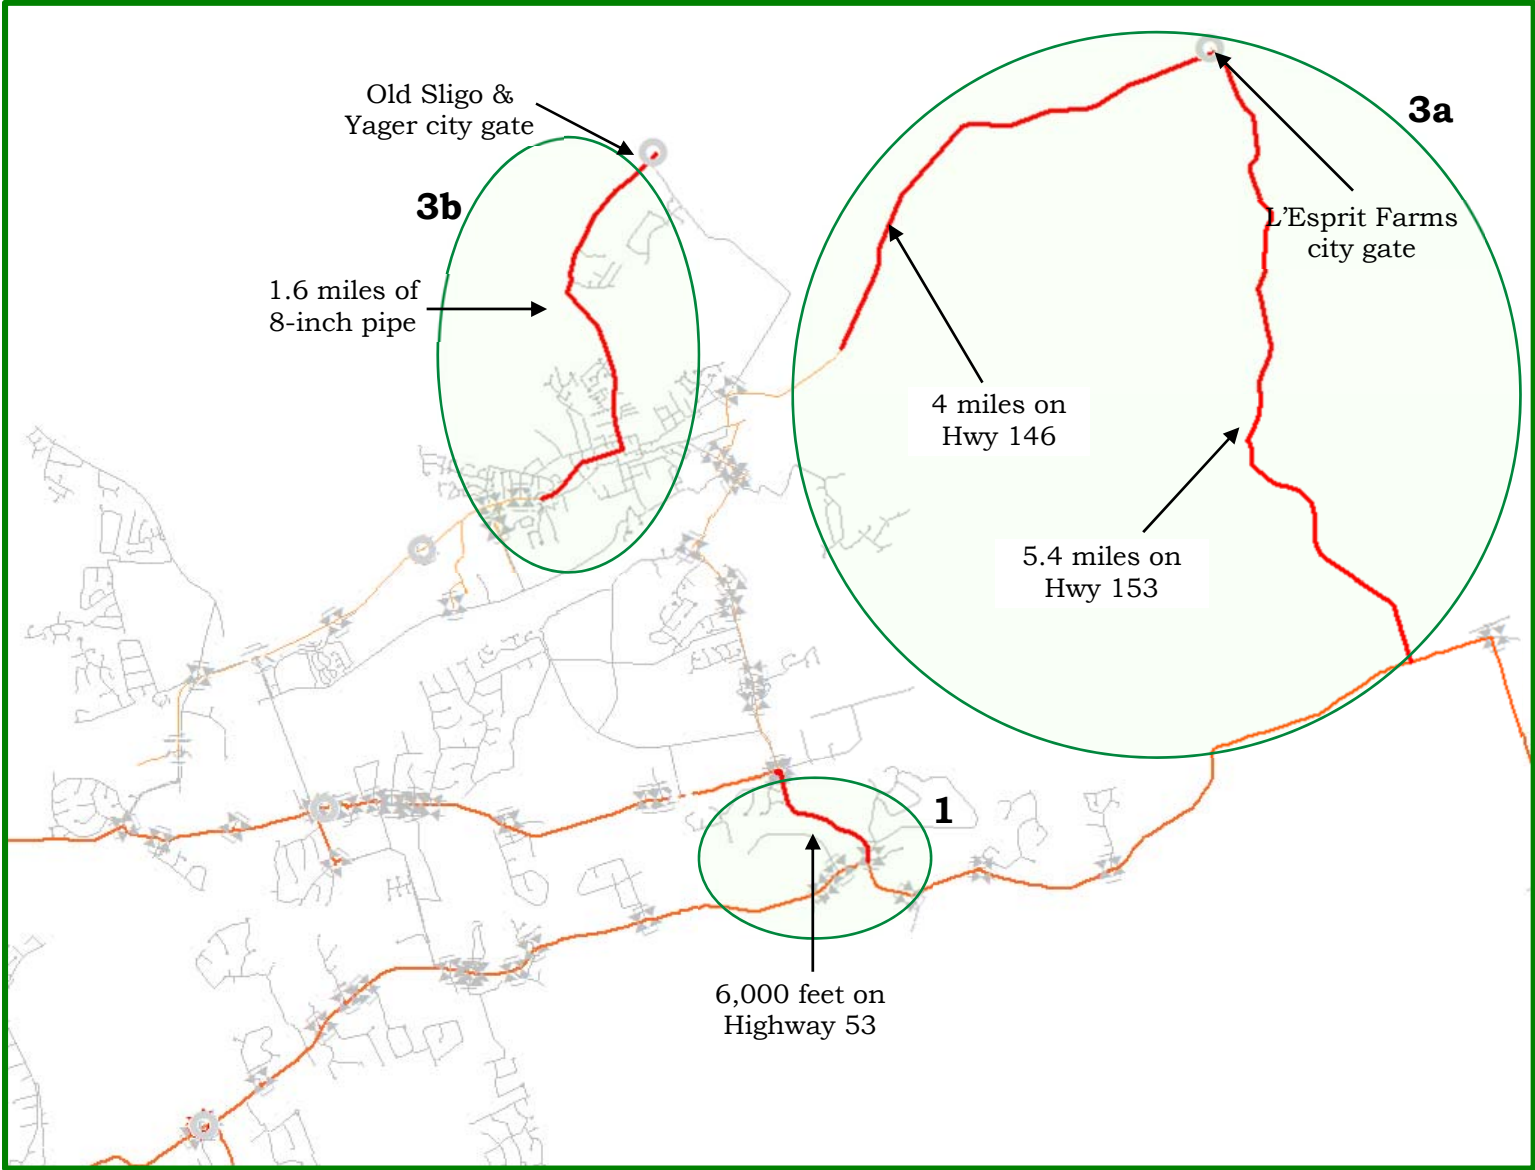 Old Sligo &
Yager city gate
3a
3b
L'Esprit Farms
city gate
1.6 miles of
8-inch pipe
4 miles on
Hwy 146
5.4 miles on
Hwy 153
1
6,000 feet on
Highway 53